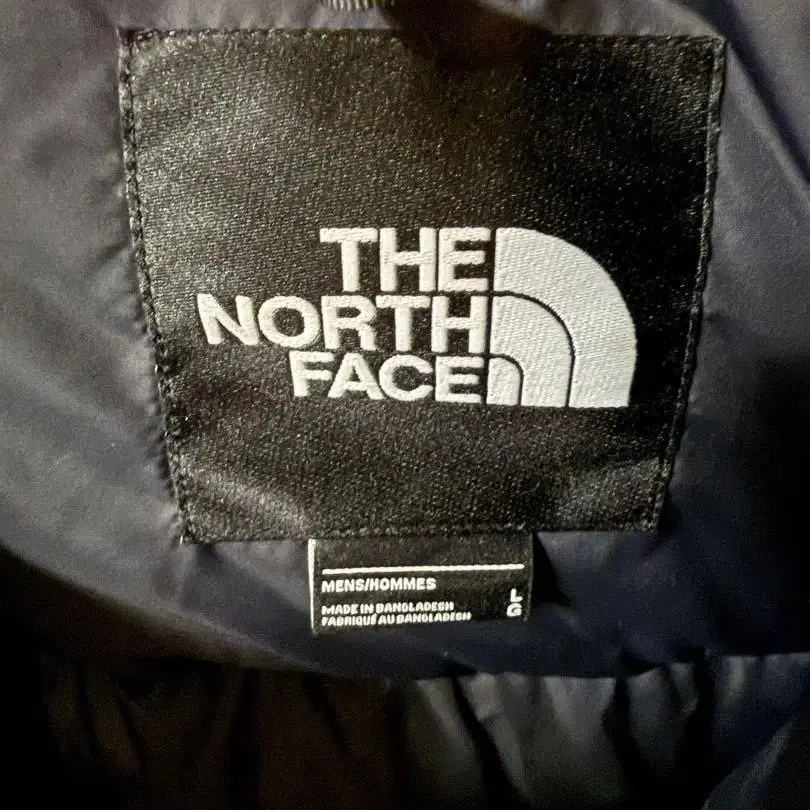 THE
NORTH
FACE
MENS/HOMMES
L
G
MADE IN BANGLADESH
FABRIQUÉ AU BANGLADESH